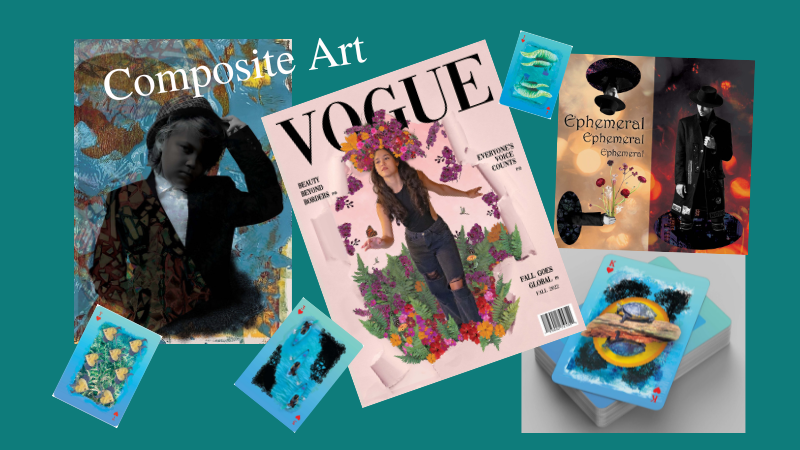 Composite Art
VOGUE
BEAUTY
BEYOND
BORDERS
EVERYONE'S
VOICE
COUNTS
FALL GOES
GLOBAL
FALL 2022
Ephemeral
Ephemeral
Ephemeral
K